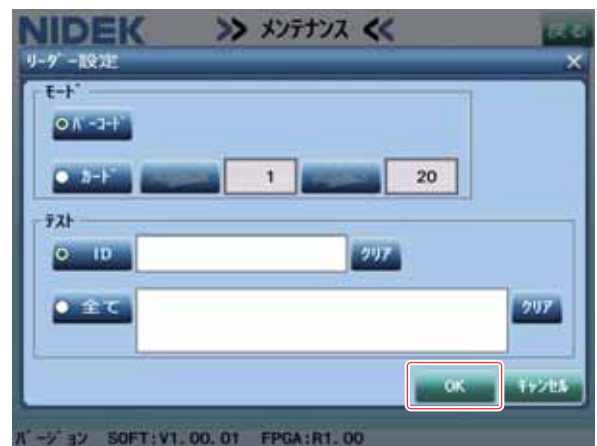 NIDEK >> メンテナンス << 戻る
リーダー設定 ×
モード
バーコード
カード 1 20
テスト
ID クリア
全て クリア
OK キャンセル
バージョン SOFT:V1.00.01 FPGA:R1.00